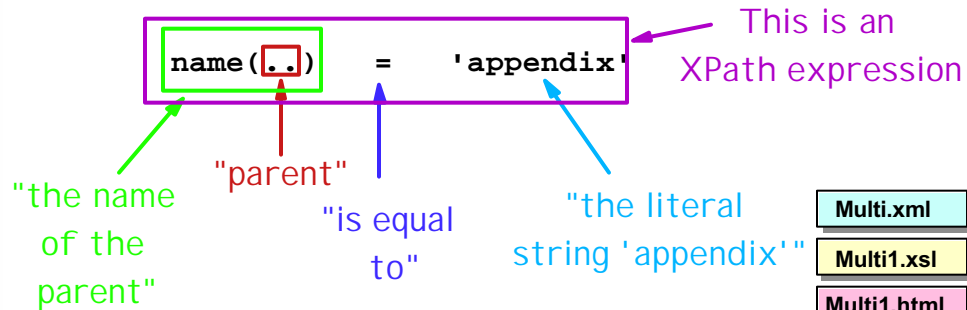 This is an
XPath expression
name(..) = 'appendix'
"the name
of the
parent"
"parent"
"is equal
to"
"the literal
string 'appendix'"
Multi.xml
Multi1.xsl
Multi1.html